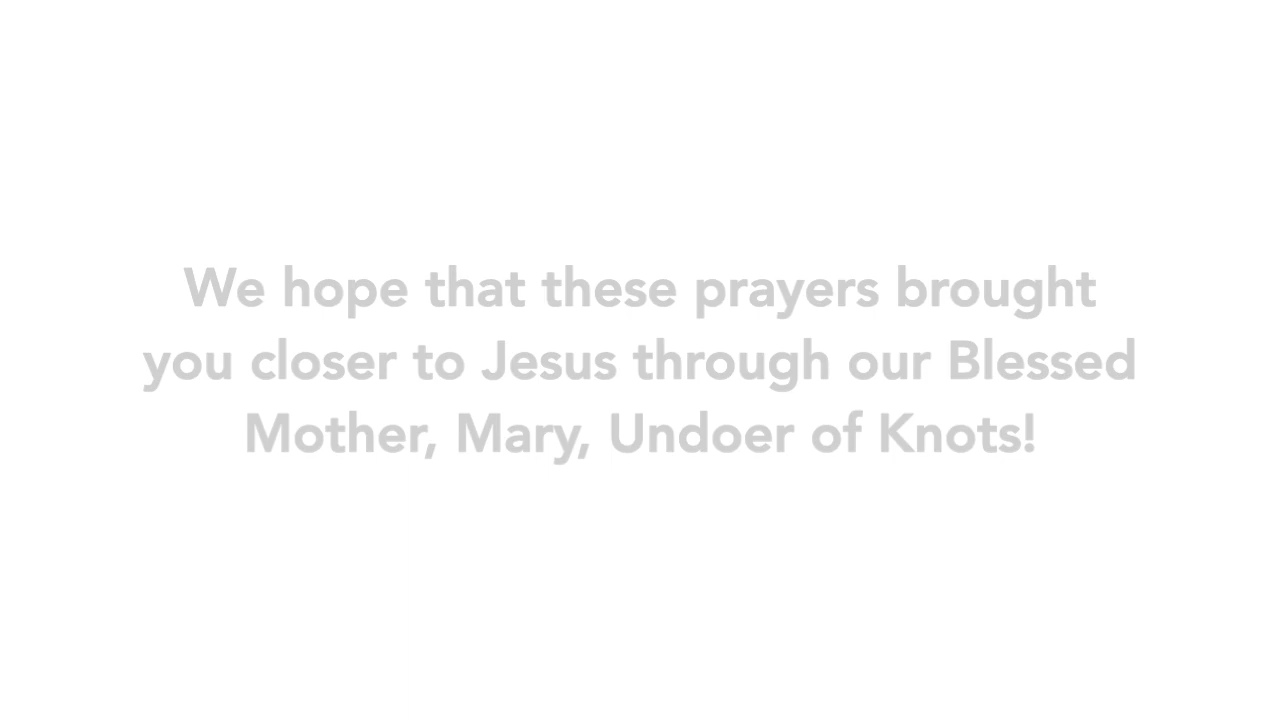 We hope that these prayers brought
you closer to Jesus through our Blessed
Mother, Mary, Undoer of Knots!